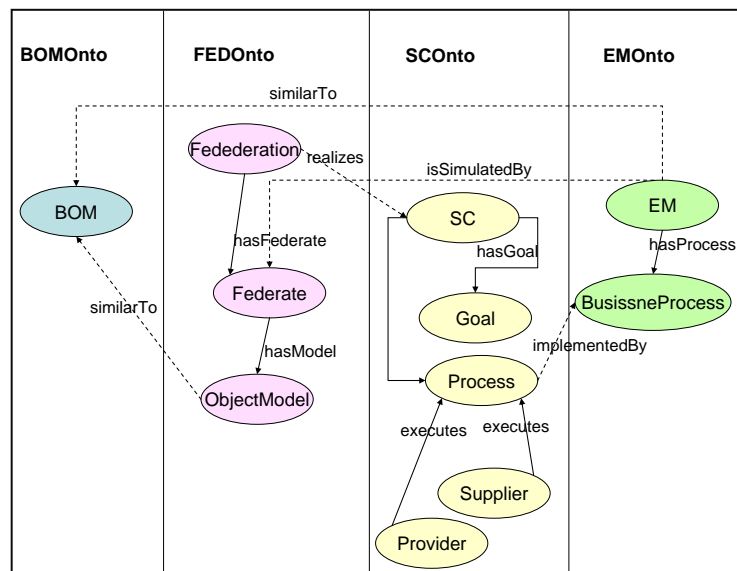 BOMOnto
FEDOnto
SCOnto
EMOnto
similarTo
Fedederation
realizes
isSimulatedBy
BOM
SC
EM
hasFederate
hasGoal
hasProcess
Federate
BusissneProcess
similarTo
Goal
implementedBy
hasModel
Process
ObjectModel
executes
executes
Supplier
Provider